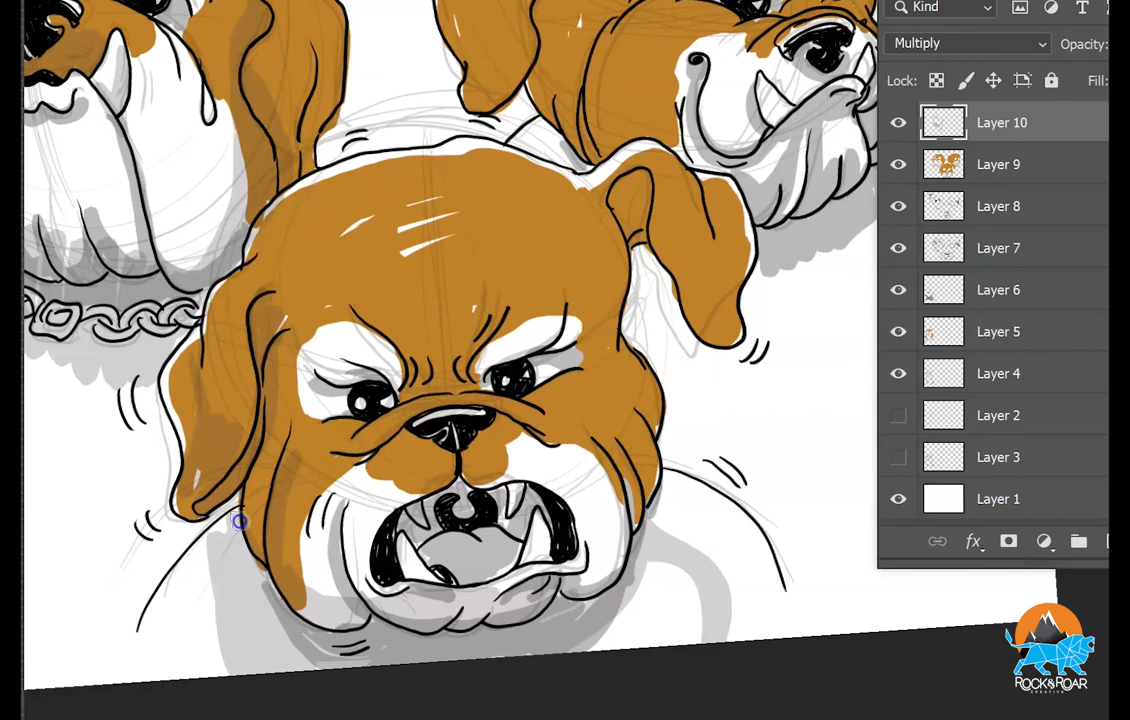 Kind
Multiply
Opacity:
Lock:
Fill:
Layer 10
Layer 9
Layer 8
Layer 7
Layer 6
Layer 5
Layer 4
Layer 2
Layer 3
Layer 1
fx
ROCK&ROAR
CREATIVE